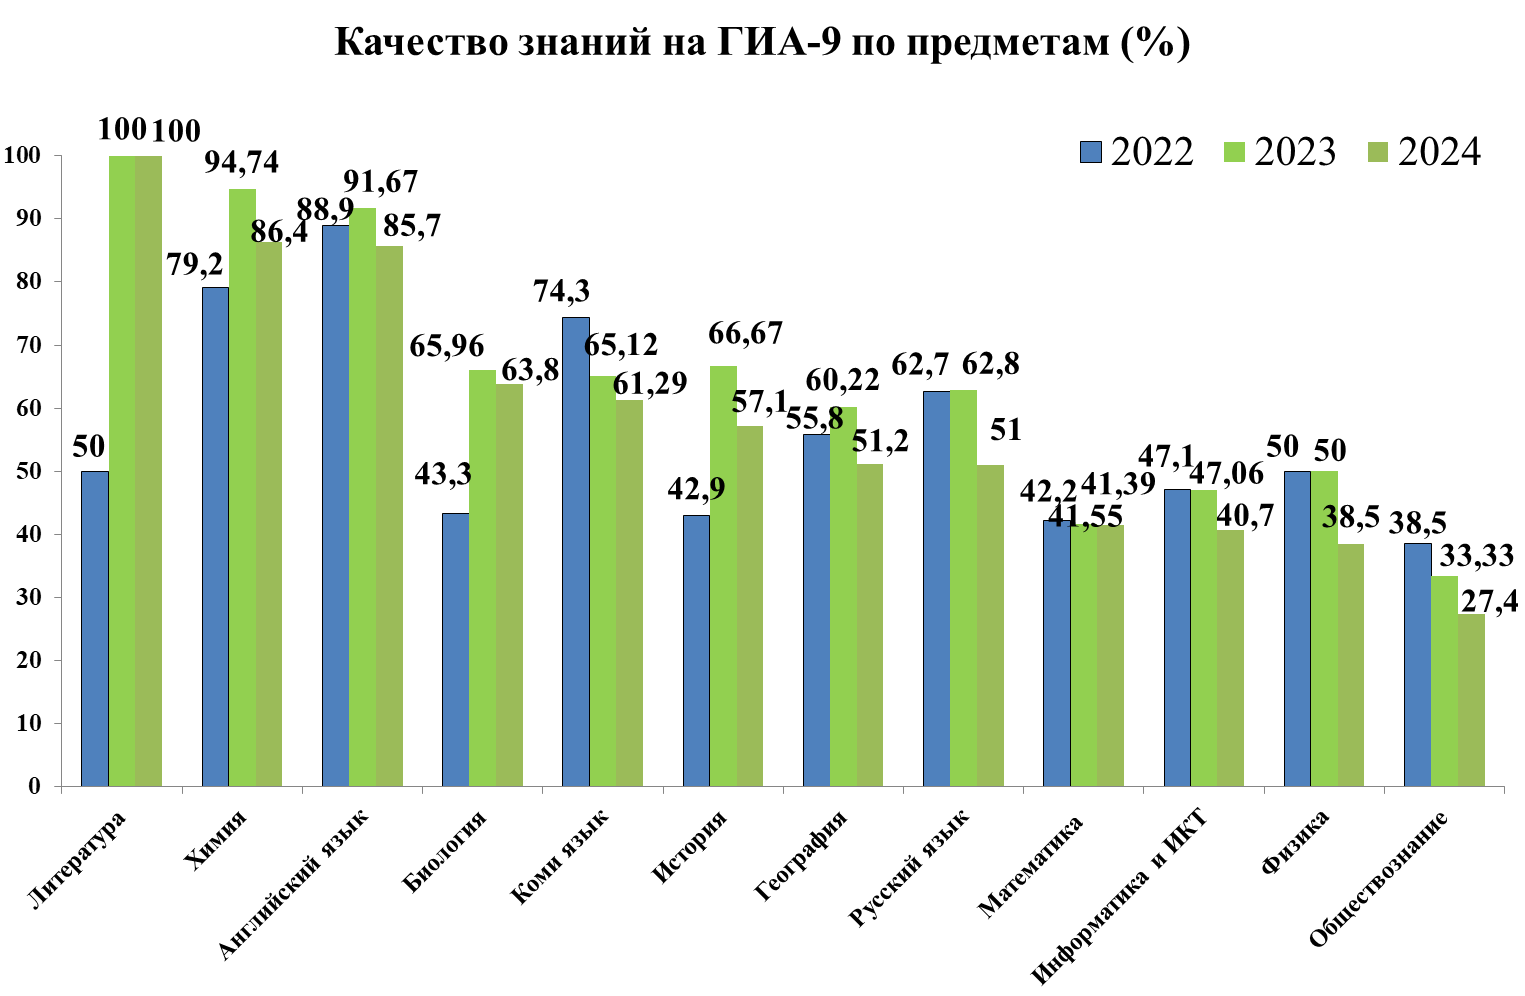 Качество знаний на ГИА-9 по предметам (%)
2022 2023 2024
100
90
80
70
60
50
40
30
20
10
0
50 100 100
79,2 94,74 86,4
88,9 91,67 85,7
43,3 65,96 63,8
74,3 65,12 61,29
42,9 66,67 57,1
55,8 60,22 51,2
62,7 62,8 51
42,2 41,55 41,39
47,1 47,06 40,7
50 50 38,5
38,5 33,33 27,4
Литература
Химия
Английский язык
Биология
Коми язык
История
География
Русский язык
Математика
Информатика и ИКТ
Физика
Обществознание